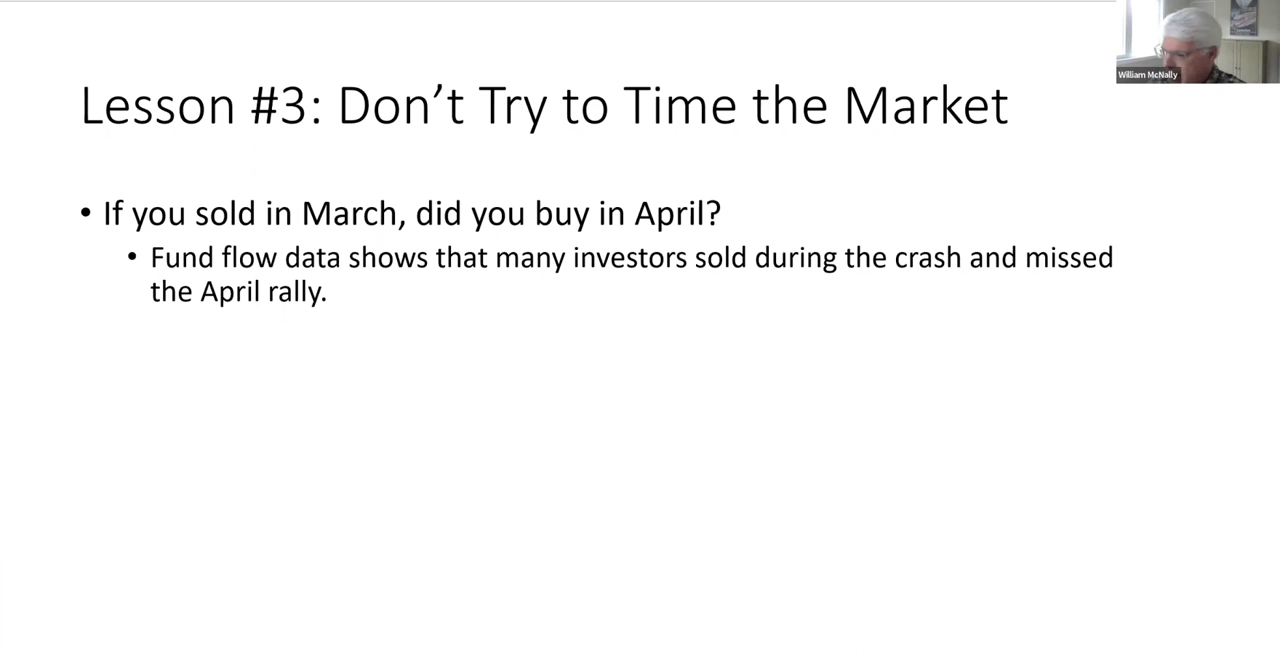 William McNally
Lesson #3: Don’t Try to Time the Market
• If you sold in March, did you buy in April?
• Fund flow data shows that many investors sold during the crash and missed
the April rally.